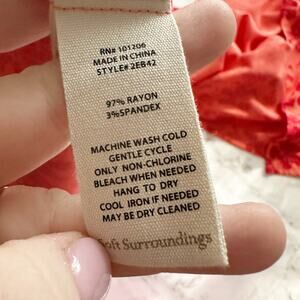 RN# 101206
MADE IN CHINA
STYLE# 2EB42
97% RAYON
3%SPANDEX
MACHINE WASH COLD
GENTLE CYCLE
ONLY NON-CHLORINE
BLEACH WHEN NEEDED
HANG TO DRY
COOL IRON IF NEEDED
MAY BE DRY CLEANED
Soft Surroundings